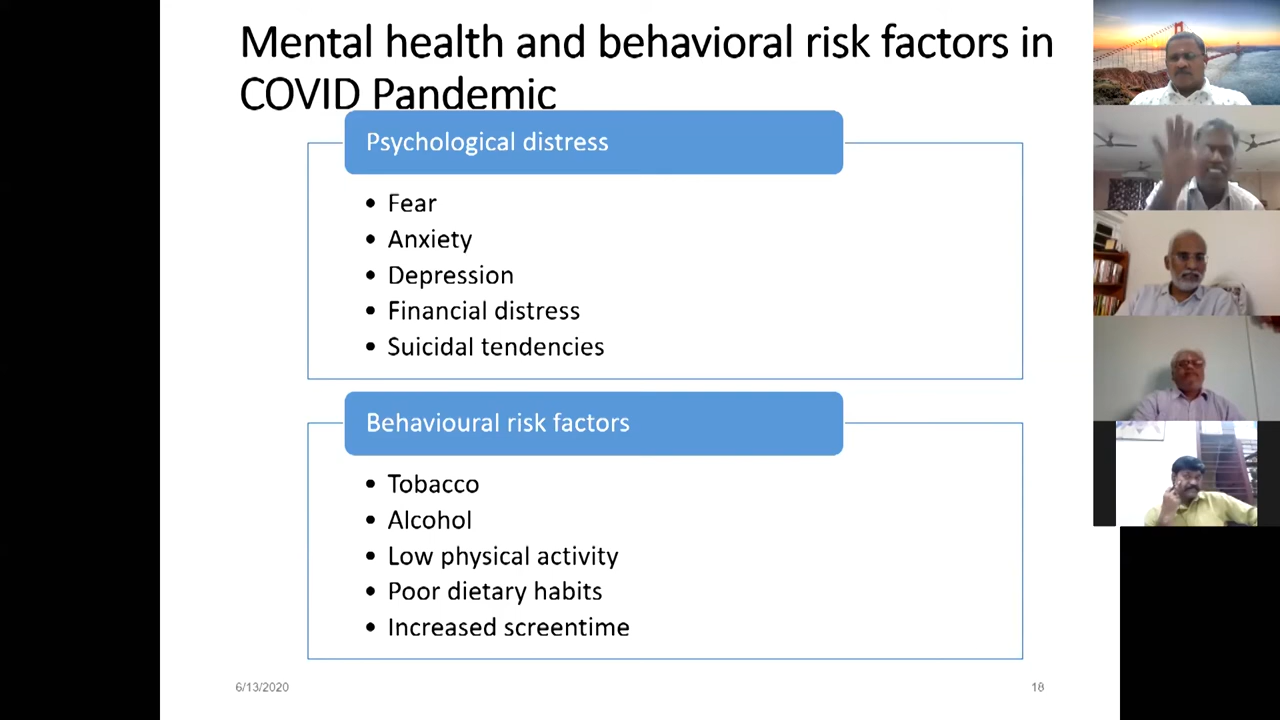 Mental health and behavioral risk factors in
COVID Pandemic
Psychological distress
• Fear
• Anxiety
• Depression
• Financial distress
• Suicidal tendencies
Behavioural risk factors
• Tobacco
• Alcohol
• Low physical activity
• Poor dietary habits
• Increased screentime
6/13/2020
18